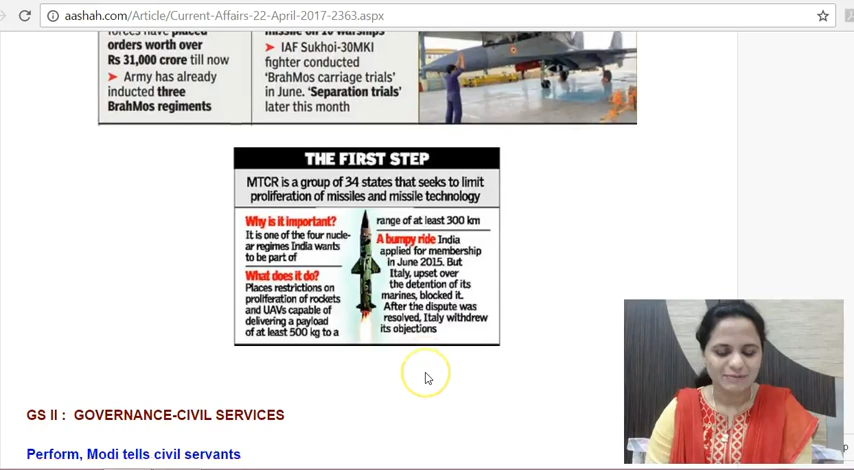 aashah.com/Article/Current-Affairs-22-April-2017-2363.aspx
forces have placed
orders worth over
Rs 31,000 crore till now
➤ Army has already
inducted three
BrahMos regiments
missile on 10 warships
➤ IAF Sukhoi-30MKI
fighter conducted
'BrahMos carriage trials'
in June. 'Separation trials'
later this month
THE FIRST STEP
MTCR is a group of 34 states that seeks to limit
proliferation of missiles and missile technology
Why is it important?
It is one of the four nucle-
ar regimes India wants
to be part of
What does it do?
Places restrictions on
proliferation of rockets
and UAVs capable of
delivering a payload
of at least 500 kg to a
range of at least 300 km
A bumpy ride India
applied for membership
in June 2015. But
Italy, upset over
the detention of its
marines, blocked it.
After the dispute was
resolved, Italy withdrew
its objections
GS II : GOVERNANCE-CIVIL SERVICES
Perform, Modi tells civil servants